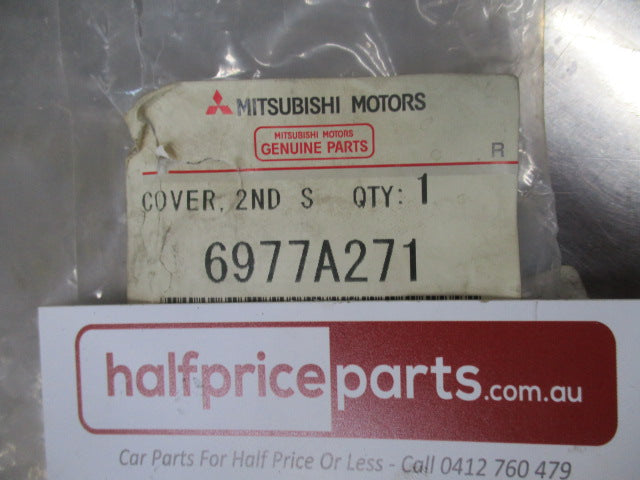 MITSUBISHI MOTORS
MITSUBISHI MOTORS
GENUINE PARTS
R
COVER, 2ND S QTY: 1
6977A271
halfpriceparts.com.au
Car Parts For Half Price Or Less - Call 0412 760 479